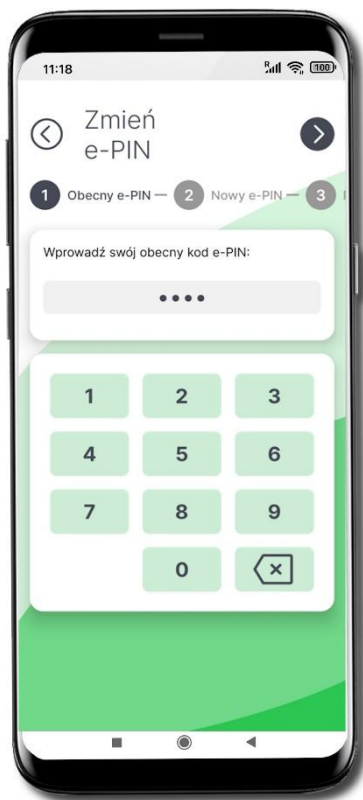 11:18
R
100
Zmień
e-PIN
1 Obecny e-PIN — 2 Nowy e-PIN — 3
Wprowadź swój obecny kod e-PIN:
••••
1 2 3
4 5 6
7 8 9
0